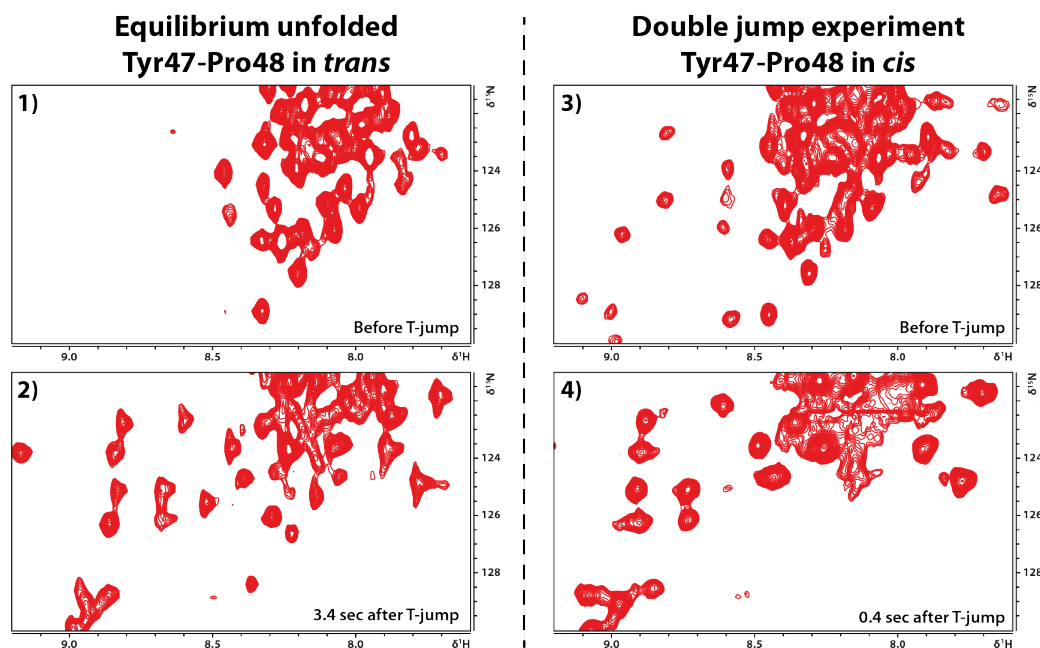 Equilibrium unfolded
Tyr47-Pro48 in trans
Double jump experiment
Tyr47-Pro48 in cis
1)
δ¹⁵N
124
126
128
Before T-jump
9.0 8.5 8.0 δ¹H
3)
δ¹⁵N
124
126
128
Before T-jump
9.0 8.5 8.0 δ¹H
2)
δ¹⁵N
124
126
128
3.4 sec after T-jump
9.0 8.5 8.0 δ¹H
4)
δ¹⁵N
124
126
128
0.4 sec after T-jump
9.0 8.5 8.0 δ¹H